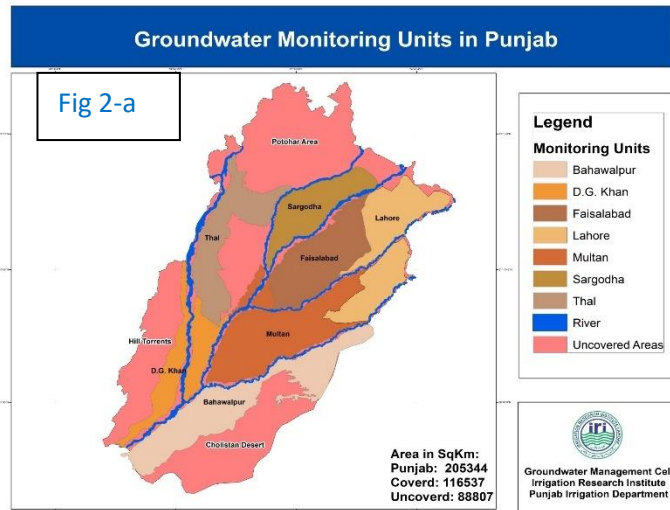 Groundwater Monitoring Units in Punjab
Fig 2-a
Potohar Area
Sargodha
Lahore
Thal
Faisalabad
Multan
Hill Torrents
D.G. Khan
Bahawalpur
Cholistan Desert
Area in SqKm:
Punjab: 205344
Coverd: 116537
Uncoverd: 88807
Legend
Monitoring Units
Bahawalpur
D.G. Khan
Faisalabad
Lahore
Multan
Sargodha
Thal
River
Uncovered Areas
iri
Groundwater Management Cell
Irrigation Research Institute
Punjab Irrigation Department